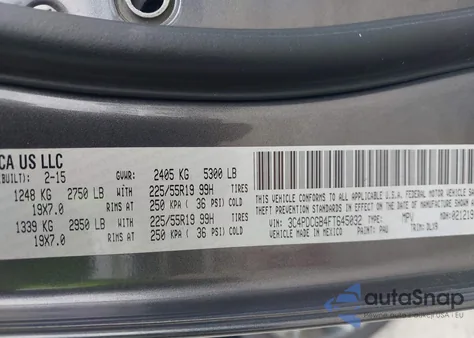 CA US LLC
BUILT): 2-15 GVWR: 2405 KG 5300 LB
1248 KG 2750 LB WITH 225/55R19 99H TIRES
19X7.0 RIMS AT 250 KPA ( 36 PSI) COLD
1339 KG 2950 LB WITH 225/55R19 99H TIRES
19X7.0 RIMS AT 250 KPA ( 36 PSI) COLD
THIS VEHICLE CONFORMS TO ALL APPLICABLE U.S.A. FEDERAL MOTOR VEHICLE
THEFT PREVENTION STANDARDS IN EFFECT ON THE DATE OF MANUFACTURE
VIN: 3C4PDCGB4FT645032 TYPE: MPV
VEHICLE MADE IN MEXICO PAINT: PAU TRIM: DLX9
autoSnap